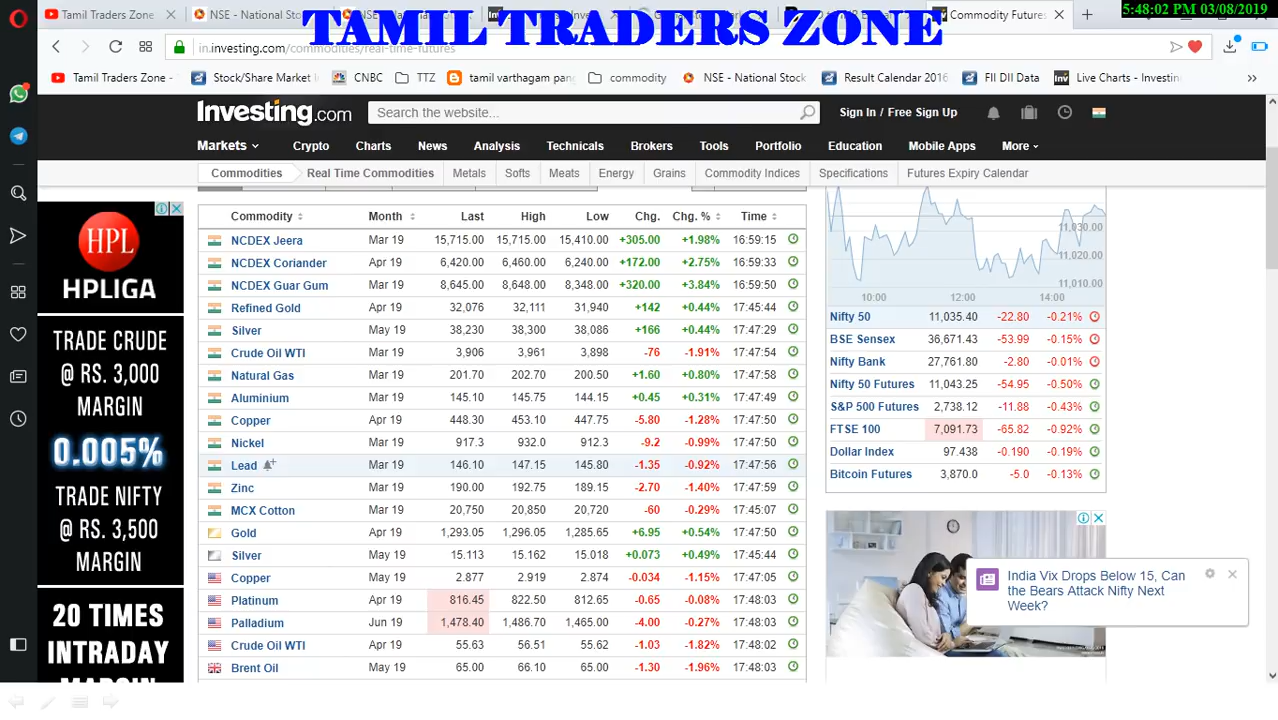 Tamil Traders Zone
NSE - National Sto
Commodity Futures
TAMIL TRADERS ZONE
5:48:02 PM 03/08/2019
in.investing.com/commodities/real-time-futures
Tamil Traders Zone -
Stock/Share Market I
CNBC
TTZ
tamil varthagam pan
commodity
NSE - National Stock
Result Calendar 2016
FII DII Data
Live Charts - Investin
Investing.com
Search the website...
Sign In / Free Sign Up
Markets Crypto Charts News Analysis Technicals Brokers Tools Portfolio Education Mobile Apps More
Commodities Real Time Commodities Metals Softs Meats Energy Grains Commodity Indices Specifications Futures Expiry Calendar
Commodity Month Last High Low Chg. Chg. % Time
NCDEX Jeera Mar 19 15,715.00 15,715.00 15,410.00 +305.00 +1.98% 16:59:15
NCDEX Coriander Apr 19 6,420.00 6,460.00 6,240.00 +172.00 +2.75% 16:59:33
NCDEX Guar Gum Mar 19 8,645.00 8,648.00 8,348.00 +320.00 +3.84% 16:59:50
Refined Gold Apr 19 32,076 32,111 31,940 +142 +0.44% 17:45:44
Silver May 19 38,230 38,300 38,086 +166 +0.44% 17:47:29
Crude Oil WTI Mar 19 3,906 3,961 3,898 -76 -1.91% 17:47:54
Natural Gas Mar 19 201.70 202.70 200.50 +1.60 +0.80% 17:47:58
Aluminium Mar 19 145.10 145.75 144.15 +0.45 +0.31% 17:47:49
Copper Apr 19 448.30 453.10 447.75 -5.80 -1.28% 17:47:50
Nickel Mar 19 917.3 932.0 912.3 -9.2 -0.99% 17:47:50
Lead Mar 19 146.10 147.15 145.80 -1.35 -0.92% 17:47:56
Zinc Mar 19 190.00 192.75 189.15 -2.70 -1.40% 17:47:59
MCX Cotton Mar 19 20,750 20,850 20,720 -60 -0.29% 17:45:07
Gold Apr 19 1,293.05 1,296.05 1,285.65 +6.95 +0.54% 17:47:50
Silver May 19 15.113 15.162 15.018 +0.073 +0.49% 17:45:44
Copper May 19 2.877 2.919 2.874 -0.034 -1.15% 17:47:05
Platinum Apr 19 816.45 822.50 812.65 -0.65 -0.08% 17:48:03
Palladium Jun 19 1,478.40 1,486.70 1,465.00 -4.00 -0.27% 17:48:03
Crude Oil WTI Apr 19 55.63 56.51 55.62 -1.03 -1.82% 17:48:02
Brent Oil May 19 65.00 66.10 65.00 -1.30 -1.96% 17:48:03
HPL
HPLIGA
TRADE CRUDE
@ RS. 3,000
MARGIN
0.005%
TRADE NIFTY
@ RS. 3,500
MARGIN
20 TIMES
INTRADAY
MARGIN
11,030.00
11,020.00
11,010.00
10:00 12:00 14:00
Nifty 50 11,035.40 -22.80 -0.21%
BSE Sensex 36,671.43 -53.99 -0.15%
Nifty Bank 27,761.80 -2.80 -0.01%
Nifty 50 Futures 11,043.25 -54.95 -0.50%
S&P 500 Futures 2,738.12 -11.88 -0.43%
FTSE 100 7,091.73 -65.82 -0.92%
Dollar Index 97.438 -0.190 -0.19%
Bitcoin Futures 3,870.0 -5.0 -0.13%
India Vix Drops Below 15, Can
the Bears Attack Nifty Next
Week?